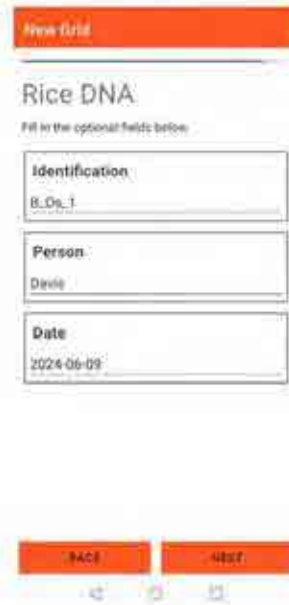 New Grid
Rice DNA
Fill in the optional fields below.
Identification
B_Os_1
Person
Davis
Date
2024-06-09
BACK
NEXT